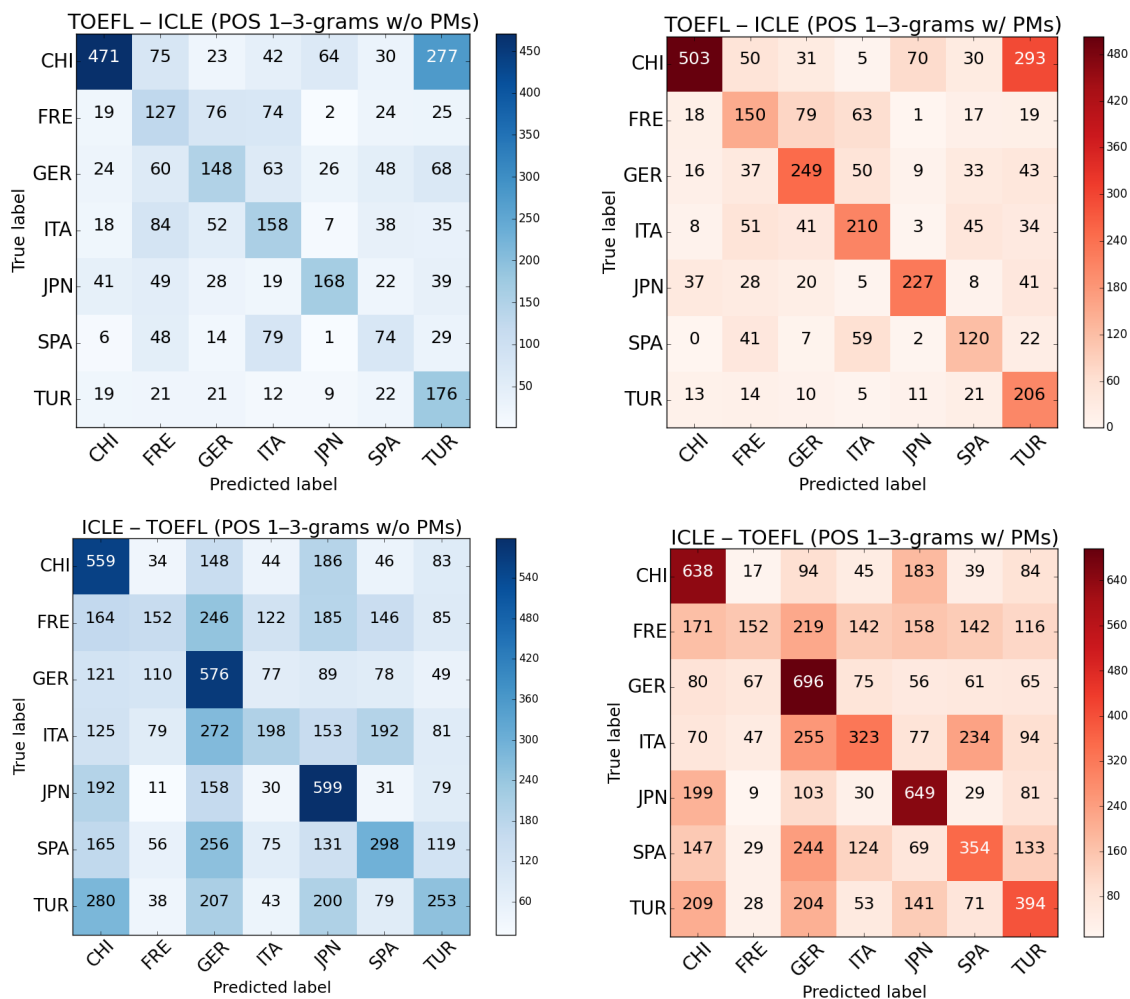 TOEFL – ICLE (POS 1–3-grams w/o PMs)
CHI 471 75 23 42 64 30 277
FRE 19 127 76 74 2 24 25
GER 24 60 148 63 26 48 68
ITA 18 84 52 158 7 38 35
JPN 41 49 28 19 168 22 39
SPA 6 48 14 79 1 74 29
TUR 19 21 21 12 9 22 176
CHI FRE GER ITA JPN SPA TUR
Predicted label
True label
450
400
350
300
250
200
150
100
50
TOEFL – ICLE (POS 1–3-grams w/ PMs)
CHI 503 50 31 5 70 30 293
FRE 18 150 79 63 1 17 19
GER 16 37 249 50 9 33 43
ITA 8 51 41 210 3 45 34
JPN 37 28 20 5 227 8 41
SPA 0 41 7 59 2 120 22
TUR 13 14 10 5 11 21 206
CHI FRE GER ITA JPN SPA TUR
Predicted label
True label
480
420
360
300
240
180
120
60
0
ICLE – TOEFL (POS 1–3-grams w/o PMs)
CHI 559 34 148 44 186 46 83
FRE 164 152 246 122 185 146 85
GER 121 110 576 77 89 78 49
ITA 125 79 272 198 153 192 81
JPN 192 11 158 30 599 31 79
SPA 165 56 256 75 131 298 119
TUR 280 38 207 43 200 79 253
CHI FRE GER ITA JPN SPA TUR
Predicted label
True label
540
480
420
360
300
240
180
120
60
ICLE – TOEFL (POS 1–3-grams w/ PMs)
CHI 638 17 94 45 183 39 84
FRE 171 152 219 142 158 142 116
GER 80 67 696 75 56 61 65
ITA 70 47 255 323 77 234 94
JPN 199 9 103 30 649 29 81
SPA 147 29 244 124 69 354 133
TUR 209 28 204 53 141 71 394
CHI FRE GER ITA JPN SPA TUR
Predicted label
True label
640
560
480
400
320
240
160
80